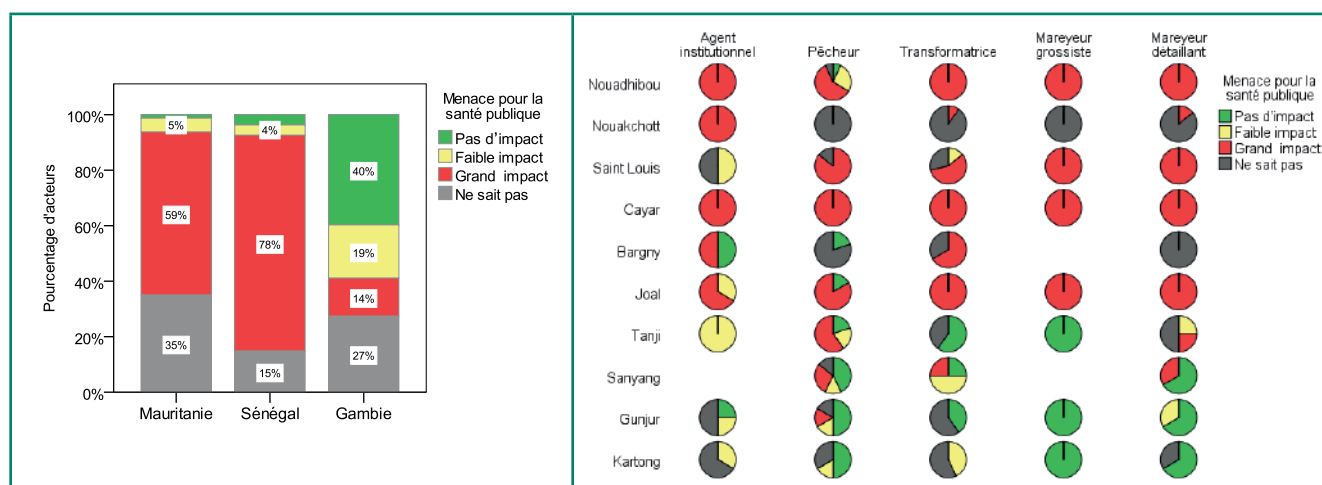 100%
80%
60%
40%
20%
0%
Pourcentage d'acteurs
5%
59%
35%
4%
78%
15%
40%
19%
14%
27%
Mauritanie Sénégal Gambie
Menace pour la
santé publique
Pas d'impact
Faible impact
Grand impact
Ne sait pas
Agent
institutionnel
Pêcheur
Transformatrice
Mareyeur
grossiste
Mareyeur
détaillant
Nouadhibou
Nouakchott
Saint Louis
Cayar
Bargny
Joal
Tanji
Sanyang
Gunjur
Kartong
Menace pour la
santé publique
Pas d'impact
Faible impact
Grand impact
Ne sait pas